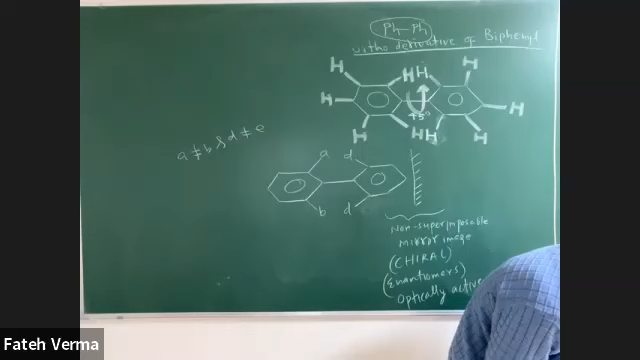 Ph-Ph
ortho derivative of Biphenyl
H H H H
H H
45°
H H H H
a ≠ b & d ≠ e
a d
b d
Non-superimposable
mirror image
(CHIRAL)
(Enantiomers)
Optically active
Fateh Verma